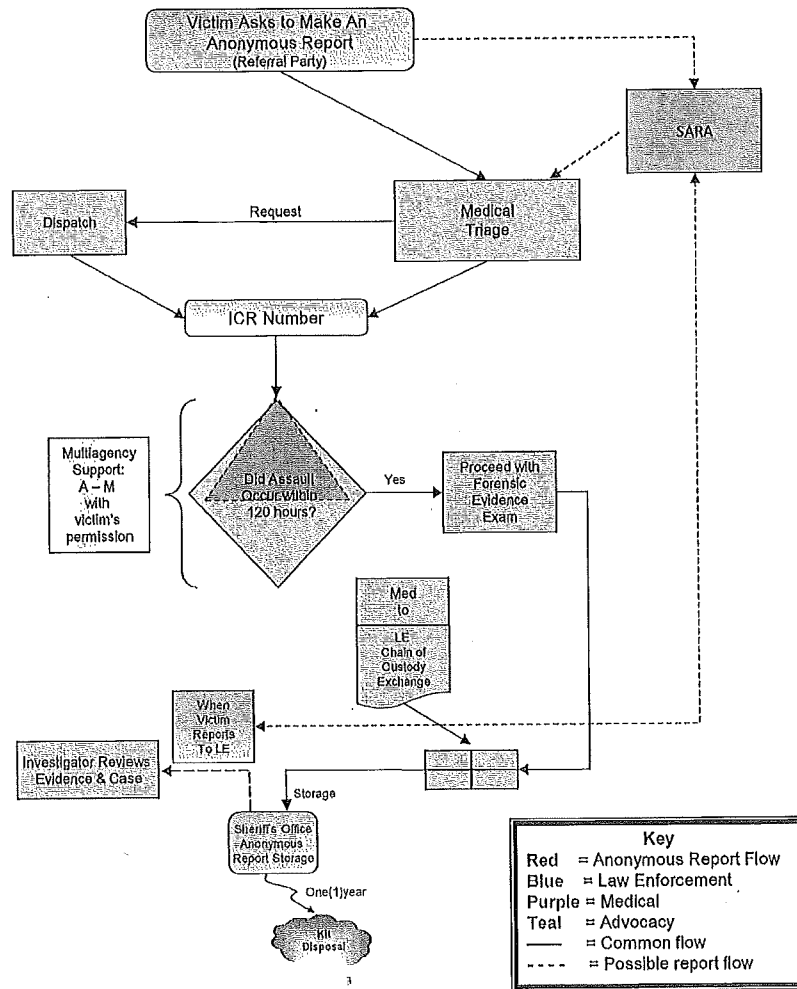 Victim Asks to Make An
Anonymous Report
(Referral Party)
SARA
Dispatch
Request
Medical
Triage
ICR Number
Multiagency
Support:
A – M
with
victim's
permission
Did Assault
Occur within
120 hours?
Yes
Proceed with
Forensic
Evidence
Exam
Med
to
LE
Chain of
Custody
Exchange
When
Victim
Reports
To LE
Investigator Reviews
Evidence & Case
Storage
Sheriff's Office
Anonymous
Report Storage
One(1)year
Kit
Disposal
Key
Red = Anonymous Report Flow
Blue = Law Enforcement
Purple = Medical
Teal = Advocacy
= Common flow
= Possible report flow